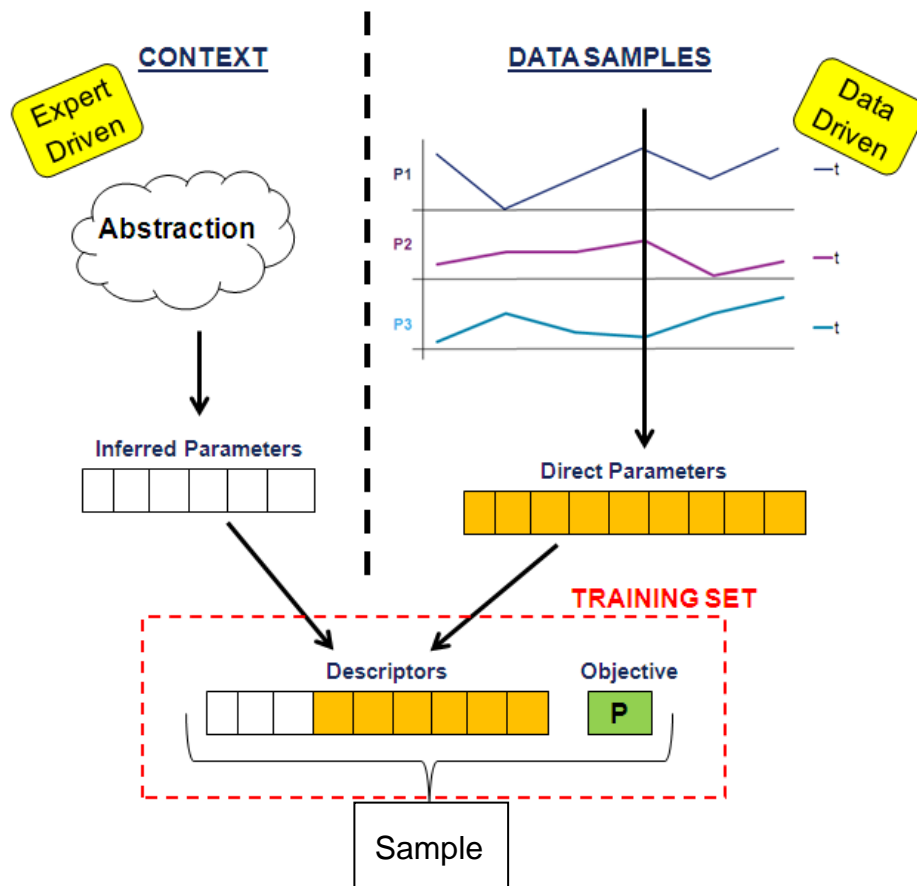 CONTEXT
DATA SAMPLES
Expert
Driven
Data
Driven
Abstraction
P1
t
P2
t
P3
t
Inferred Parameters
Direct Parameters
TRAINING SET
Descriptors
Objective
P
Sample